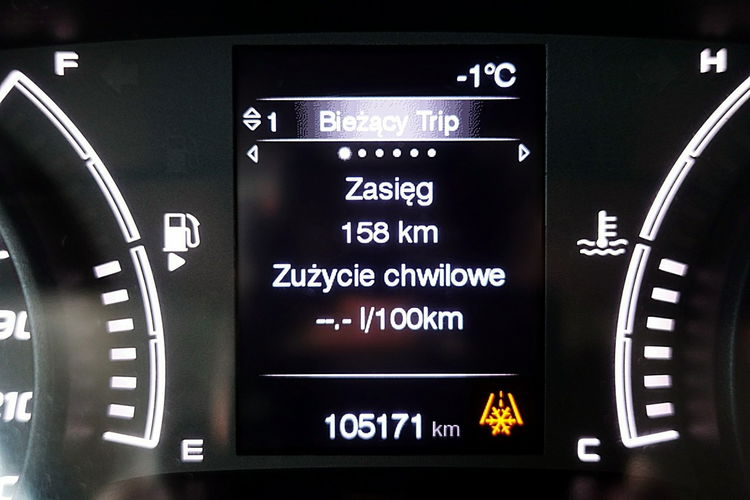 F
H
-1°C
1 Bieżący Trip
Zasięg
158 km
Zużycie chwilowe
--.- l/100km
105171 km
E
C